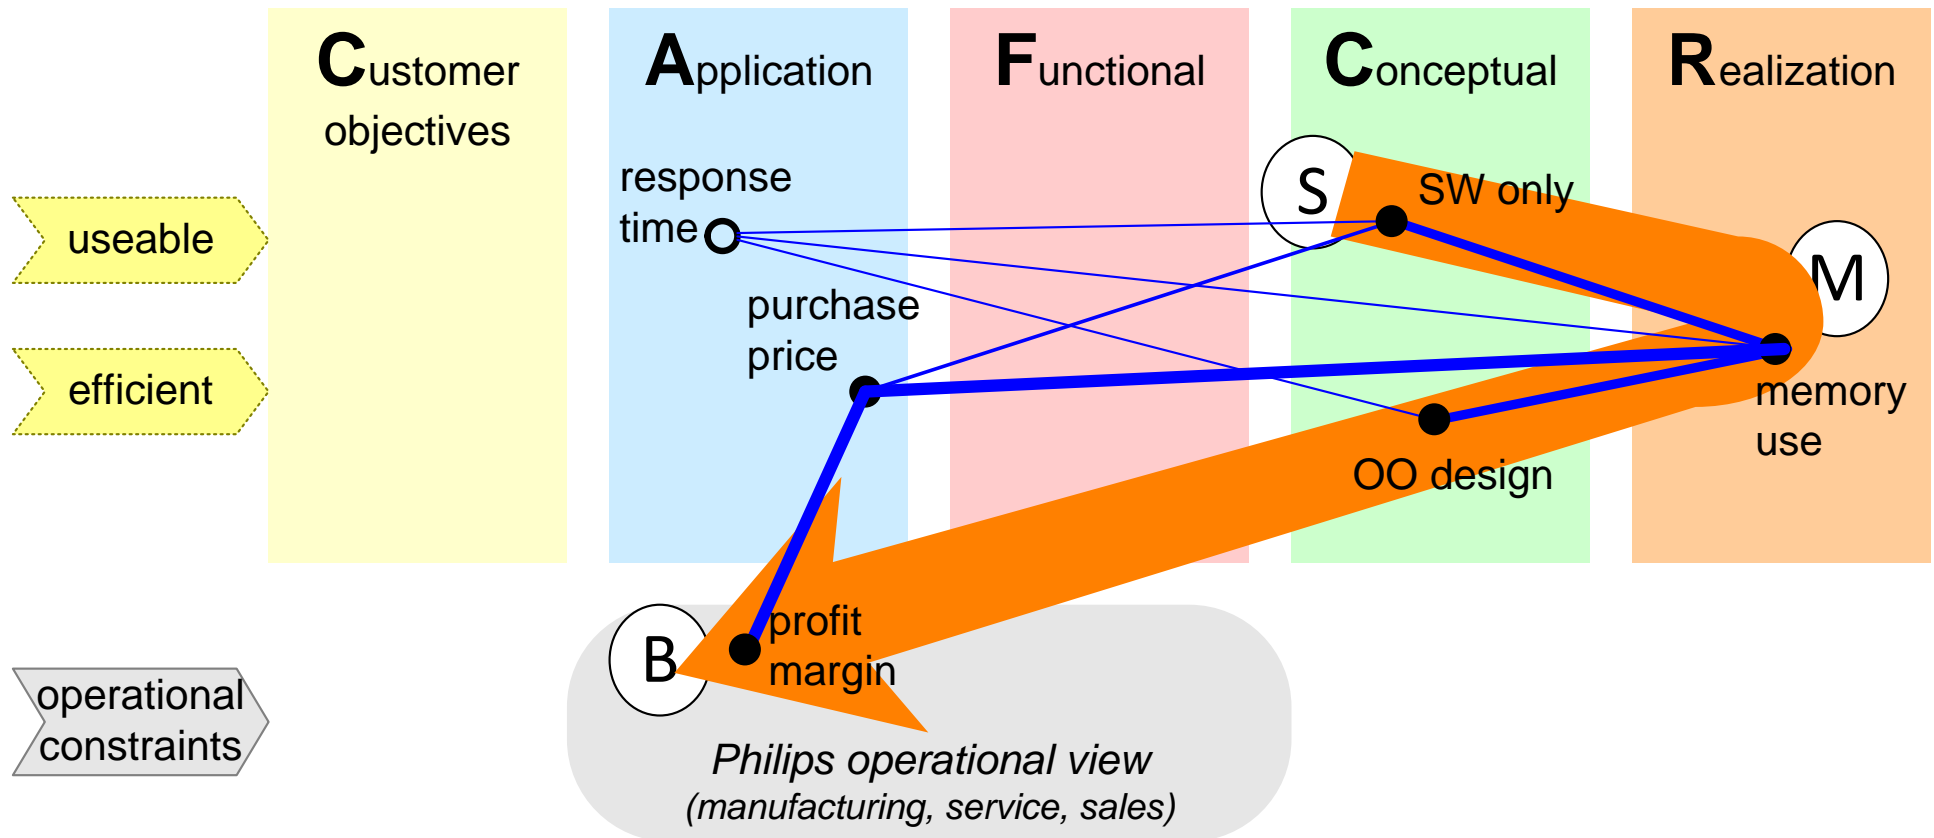 Customer
objectives
Application
Functional
Conceptual
Realization
response
time
S
SW only
useable
M
purchase
price
efficient
memory
use
OO design
B
profit
margin
operational
constraints
Philips operational view
(manufacturing, service, sales)